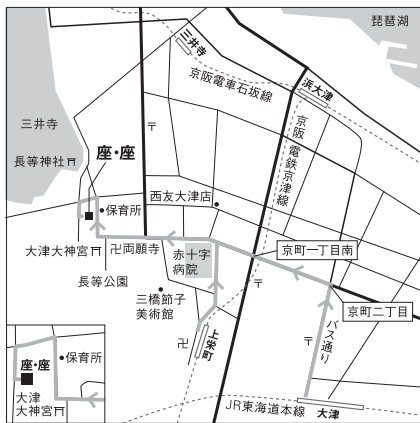 琵琶湖
三井寺
京阪電車石坂線
浜大津
三井寺
長等神社
座・座
京阪電鉄京津線
西友大津店
保育所
大津大神宮
卍両願寺
赤十字
病院
京町一丁目南
長等公園
三橋節子
美術館
京町二丁目
上栄町
卍
バス通り
JR東海道本線
大津
座・座
保育所
大津
大神宮